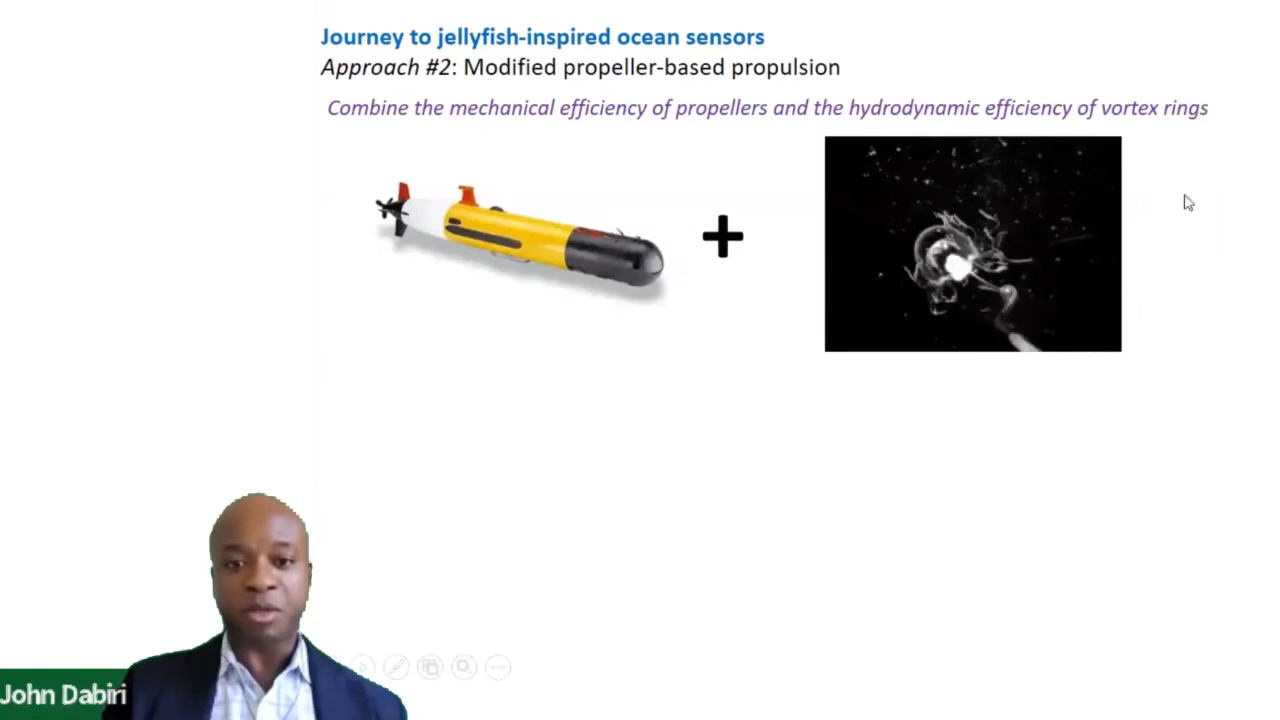 Journey to jellyfish-inspired ocean sensors
Approach #2: Modified propeller-based propulsion
Combine the mechanical efficiency of propellers and the hydrodynamic efficiency of vortex rings
John Dabiri